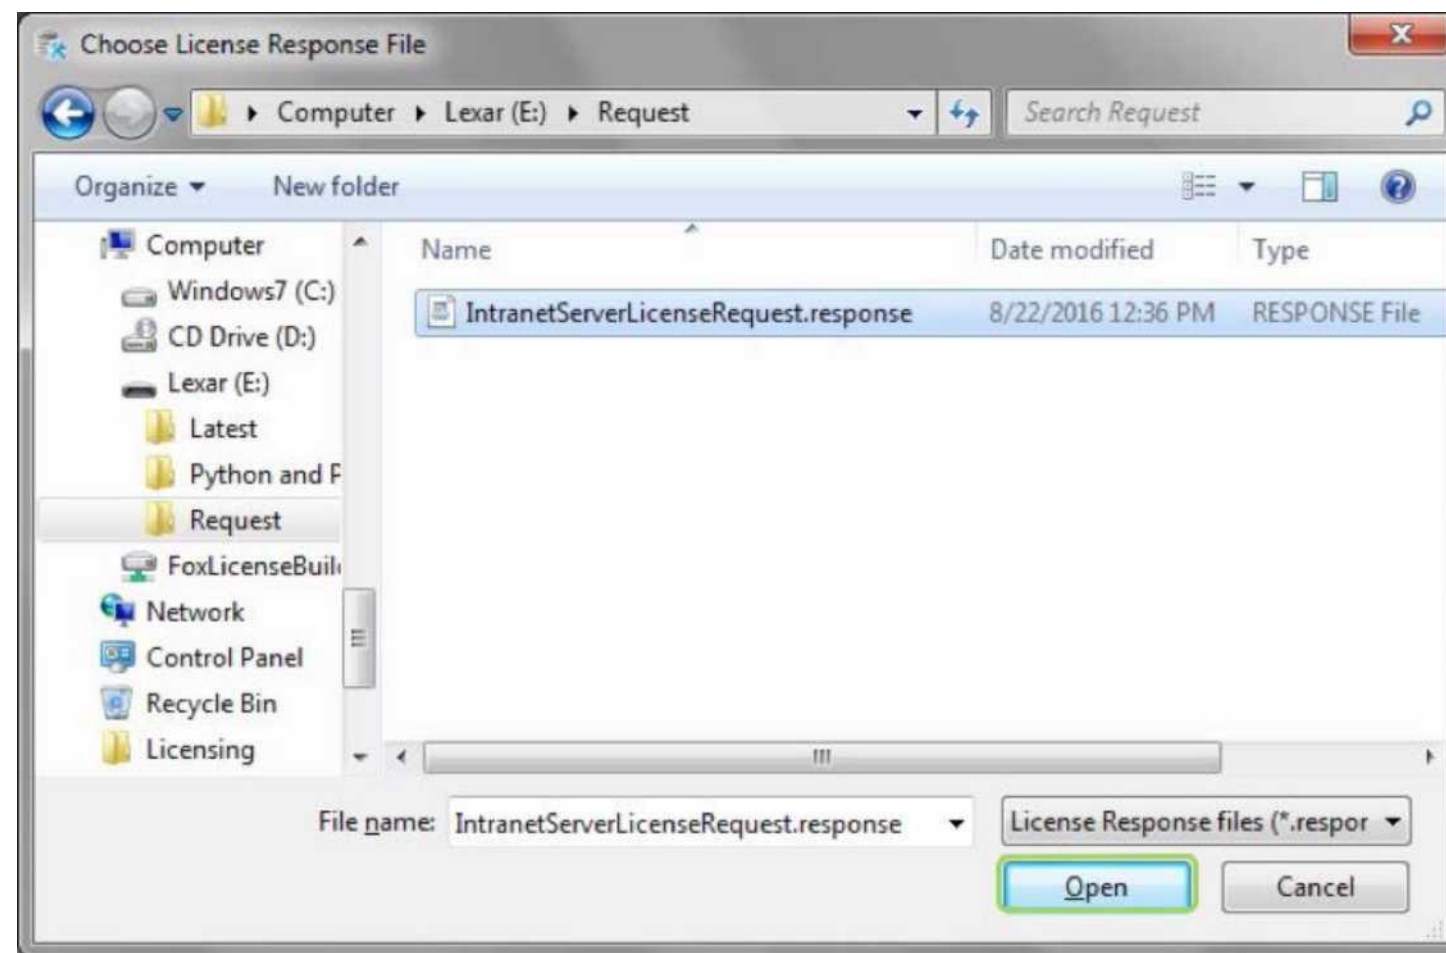 Choose License Response File
Computer Lexar (E:) Request
Search Request
Organize New folder
Name Date modified Type
IntranetServerLicenseRequest.response 8/22/2016 12:36 PM RESPONSE File
Computer
Windows7 (C:)
CD Drive (D:)
Lexar (E:)
Latest
Python and P
Request
FoxLicenseBuil
Network
Control Panel
Recycle Bin
Licensing
File name: IntranetServerLicenseRequest.response
License Response files (*.respor
Open Cancel